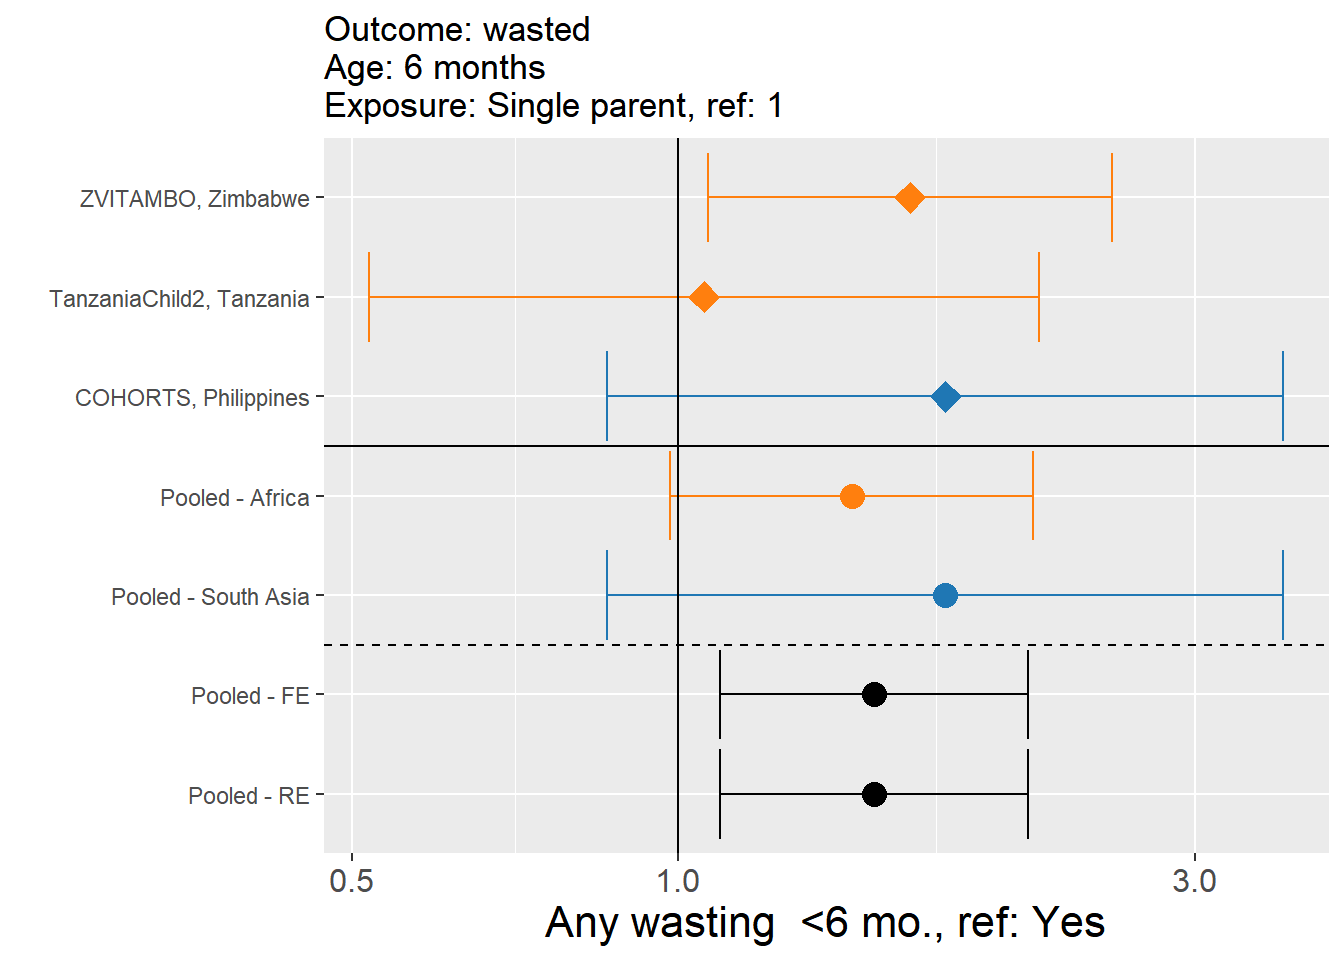 Outcome: wasted
Age: 6 months
Exposure: Single parent, ref: 1
ZVITAMBO, Zimbabwe
TanzaniaChild2, Tanzania
COHORTS, Philippines
Pooled - Africa
Pooled - South Asia
Pooled - FE
Pooled - RE
0.5 1.0 3.0
Any wasting  <6 mo., ref: Yes